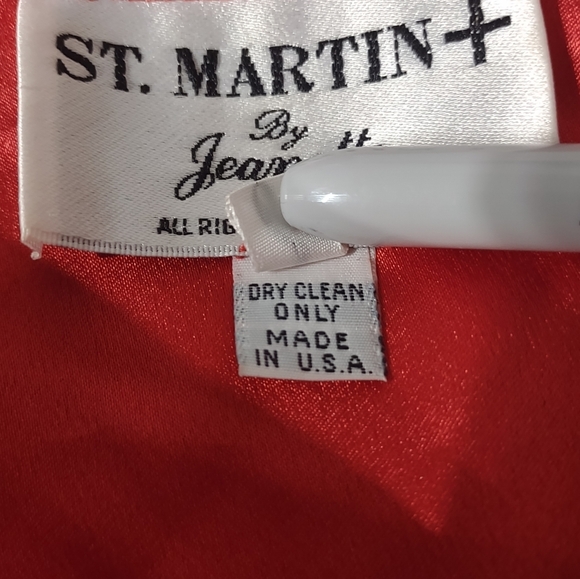 ST. MARTIN+
By
DRY CLEAN
ONLY
MADE
IN U.S.A.